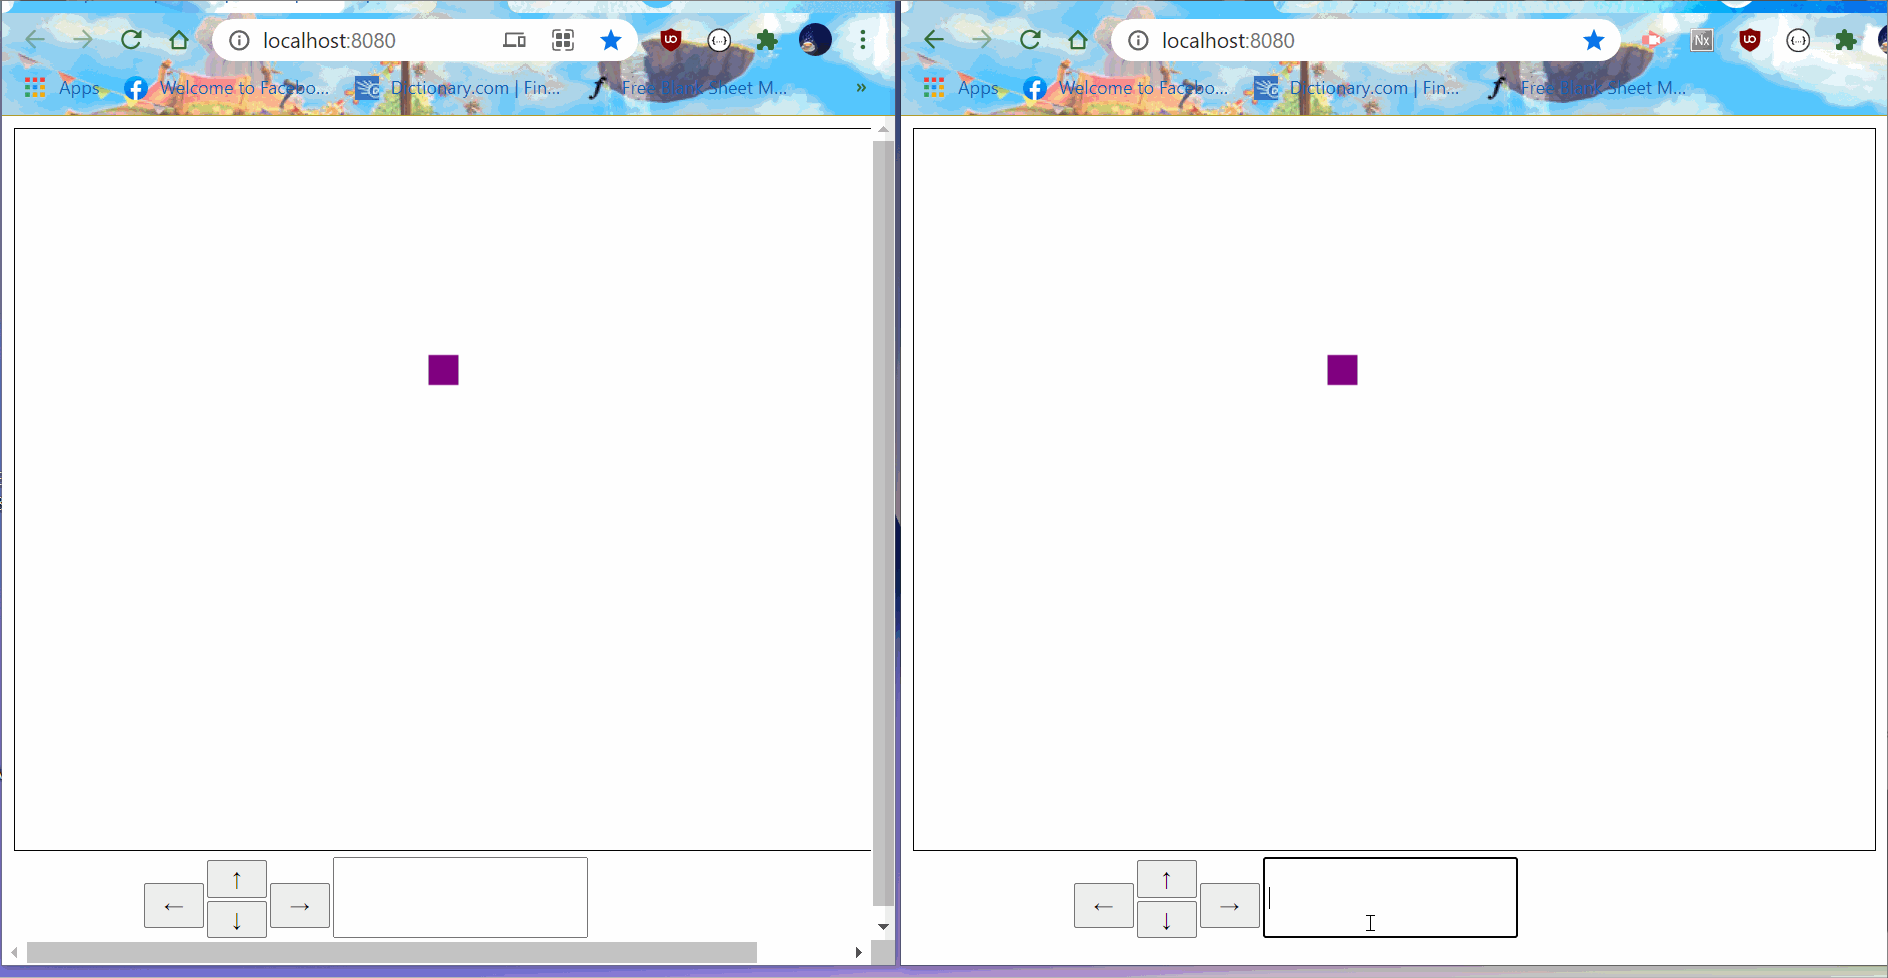 localhost:8080
Apps
Welcome to Facebo...
Dictionary.com | Fin...
Free Blank Sheet M...
»
←
↑
↓
→
localhost:8080
Nx
Apps
Welcome to Facebo...
Dictionary.com | Fin...
Free Blank Sheet M...
←
↑
↓
→